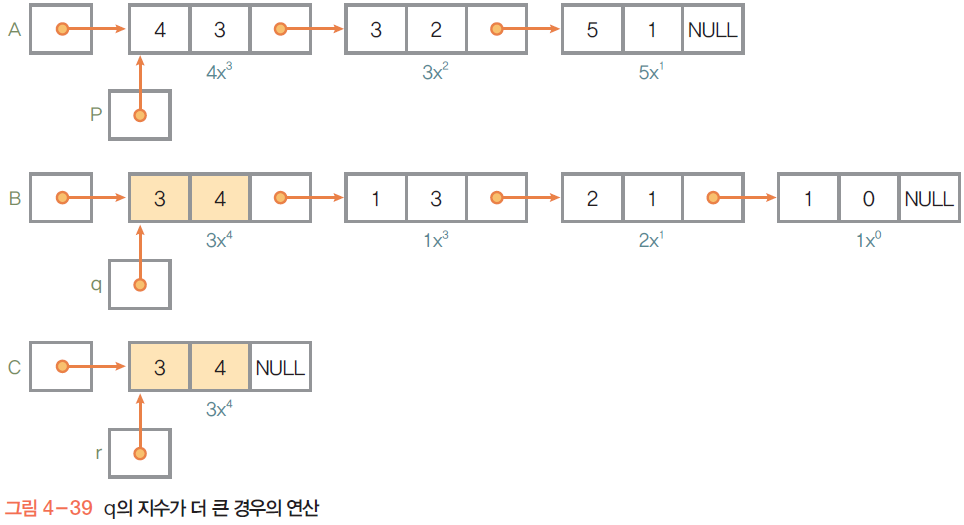 A 4 3 3 2 5 1 NULL
4x³ 3x² 5x¹
P
B 3 4 1 3 2 1 1 0 NULL
3x⁴ 1x³ 2x¹ 1x⁰
q
C 3 4 NULL
3x⁴
r
그림 4-39 q의 지수가 더 큰 경우의 연산